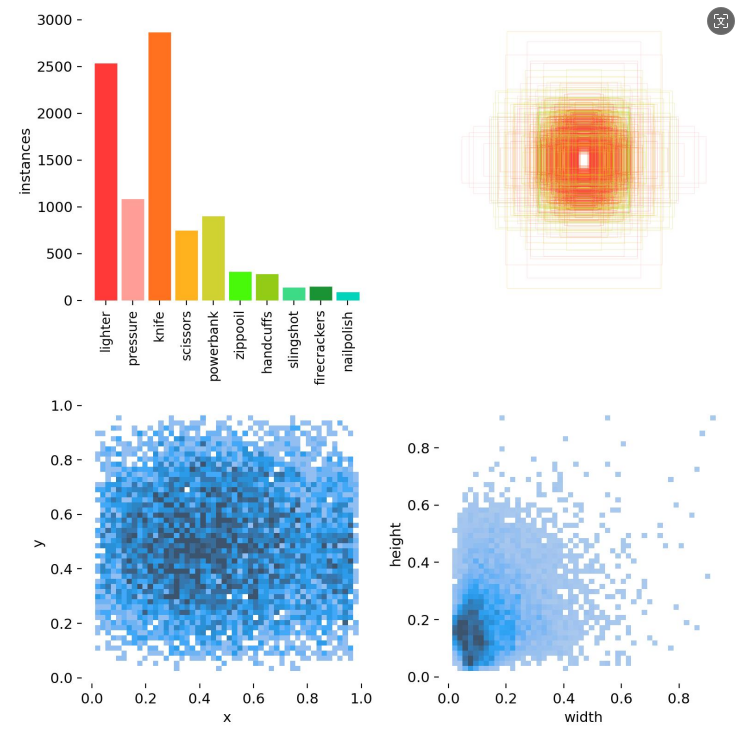 3000
2500
2000
1500
1000
500
0
instances
lighter
pressure
knife
scissors
powerbank
zippooil
handcuffs
slingshot
firecrackers
nailpolish
1.0
0.8
0.6
0.4
0.2
0.0
y
0.0 0.2 0.4 0.6 0.8 1.0
x
0.8
0.6
0.4
0.2
0.0
height
0.0 0.2 0.4 0.6 0.8
width